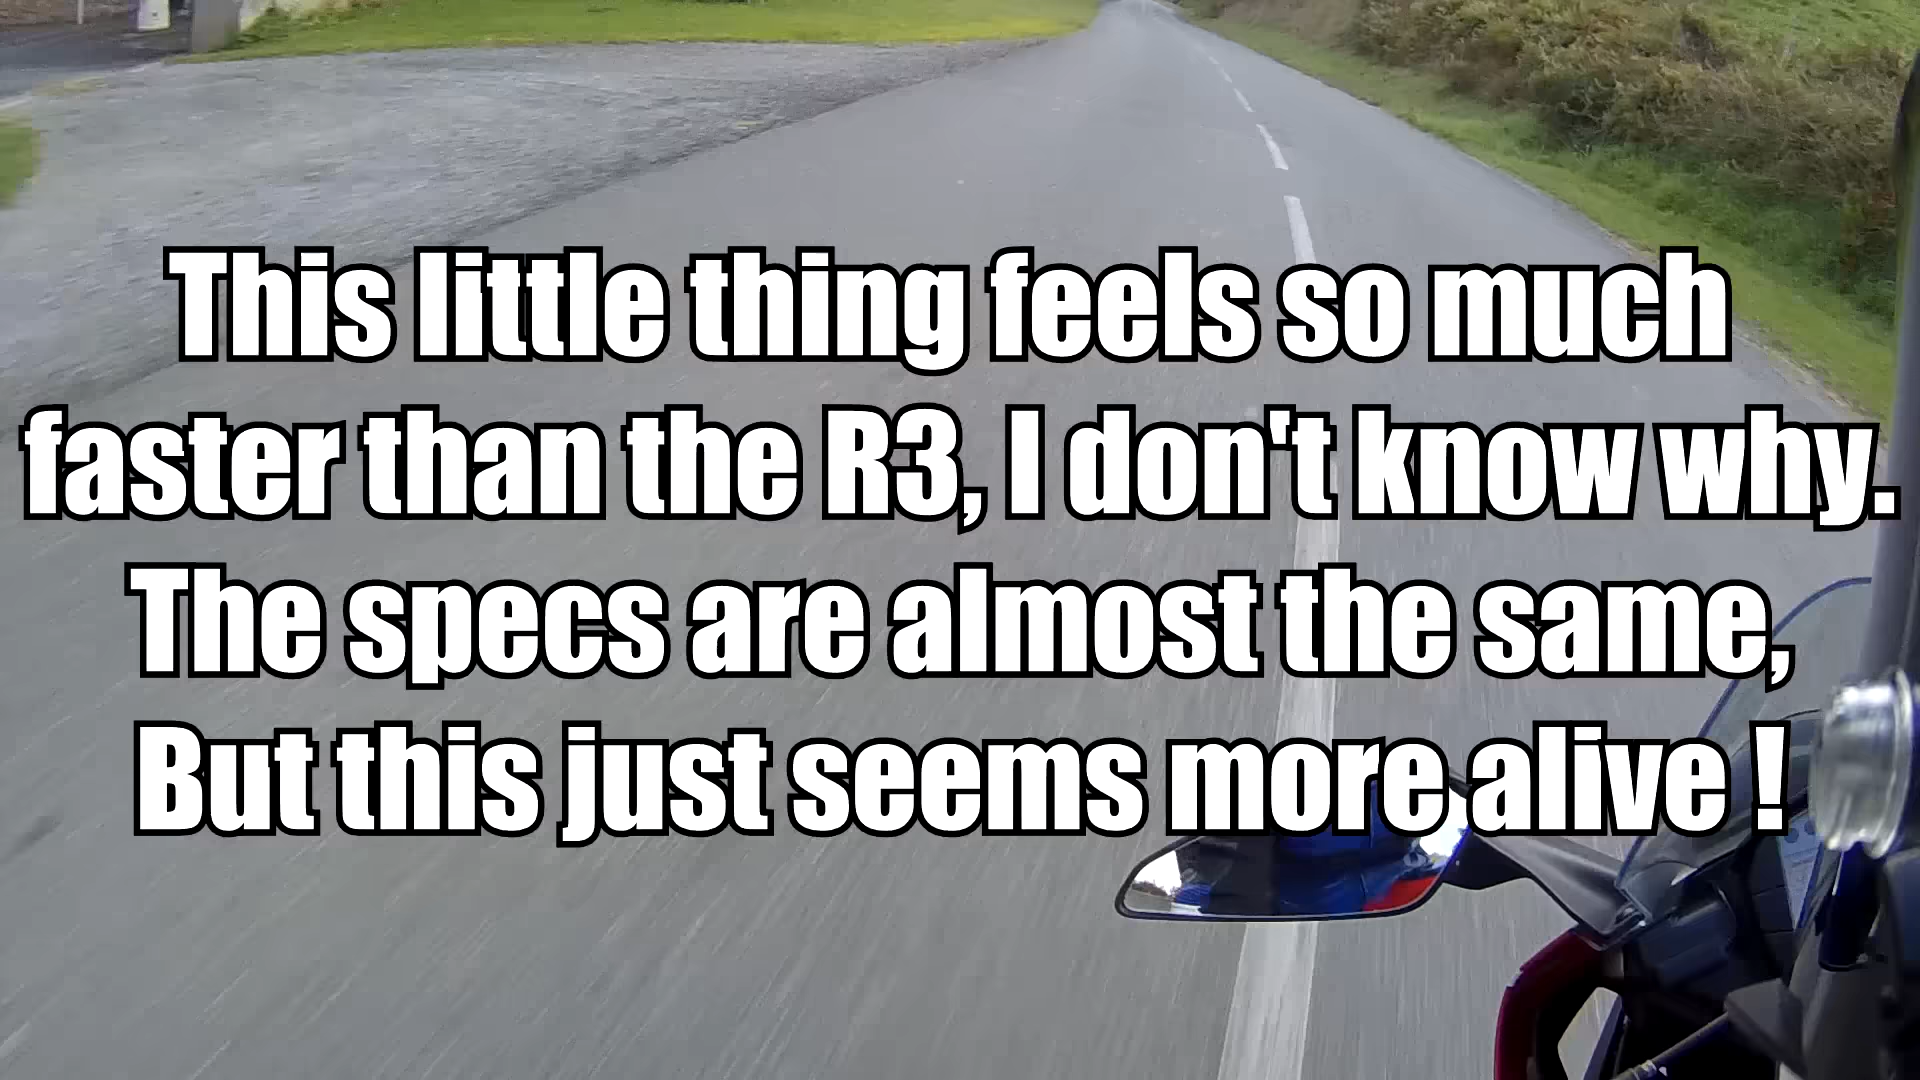 This little thing feels so much
faster than the R3, I don't know why.
The specs are almost the same,
But this just seems more alive !